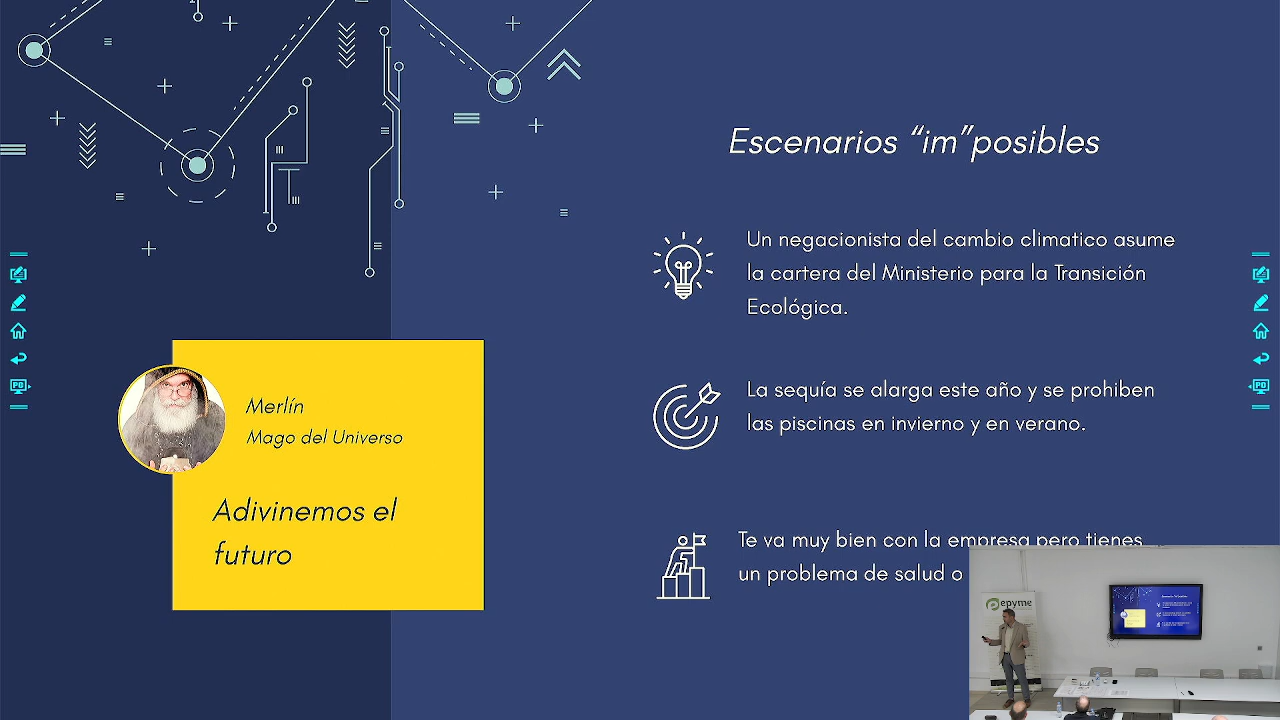 Escenarios “im”posibles
Un negacionista del cambio climatico asume
la cartera del Ministerio para la Transición
Ecológica.
La sequía se alarga este año y se prohiben
las piscinas en invierno y en verano.
Te va muy bien con la empresa pero tienes
un problema de salud o
Merlín
Mago del Universo
Adivinemos el
futuro
PG
PG
epyme